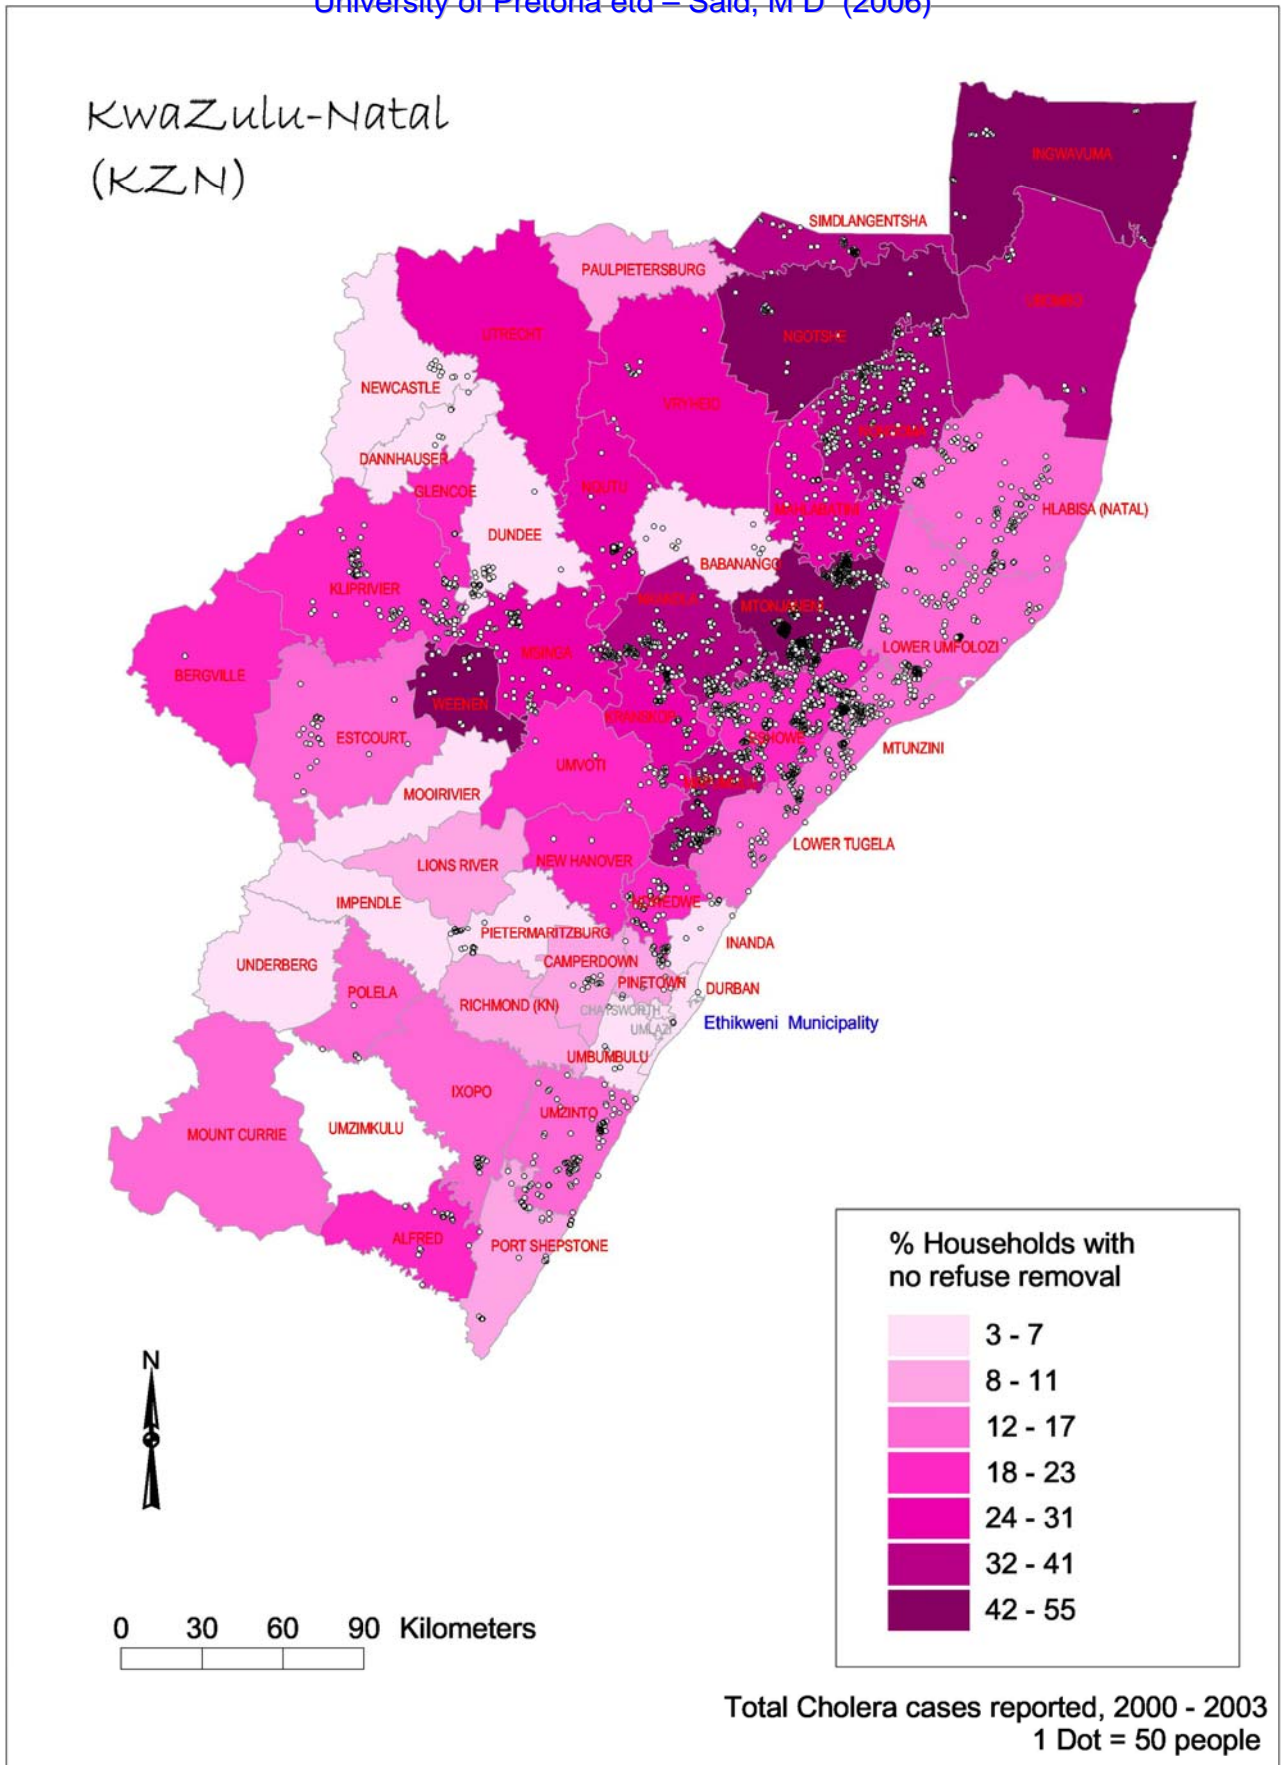 University of Pretoria etd – Said, M D (2006)
KwaZulu-Natal
(KZN)
INGWAVUMA
SIMDLANGENTSHA
PAULPIETERSBURG
UBOMBO
UTRECHT
NGOTSHE
NEWCASTLE
VRYHEID
DANNHAUSER
GLENCOE
NQUTU
MAHLABATINI
HLABISA (NATAL)
DUNDEE
BABANANGO
KLIPRIVIER
NKANDLA
MTONJANENI
LOWER UMFOLOZI
MSINGA
BERGVILLE
WEENEN
KRANSKOP
ESTCOURT
ESHOWE
MTUNZINI
UMVOTI
MOOIRIVIER
LOWER TUGELA
LIONS RIVER
NEW HANOVER
IMPENDLE
NDWEDWE
PIETERMARITZBURG
INANDA
UNDERBERG
CAMPERDOWN
PINETOWN
DURBAN
POLELA
RICHMOND (KN)
CHATSWORTH
Ethikweni Municipality
UMLAZI
UMBUMBULU
IXOPO
UMZINTO
UMZIMKULU
MOUNT CURRIE
ALFRED
PORT SHEPSTONE
% Households with
no refuse removal
3 - 7
8 - 11
12 - 17
18 - 23
24 - 31
32 - 41
42 - 55
N
0 30 60 90 Kilometers
Total Cholera cases reported, 2000 - 2003
1 Dot = 50 people